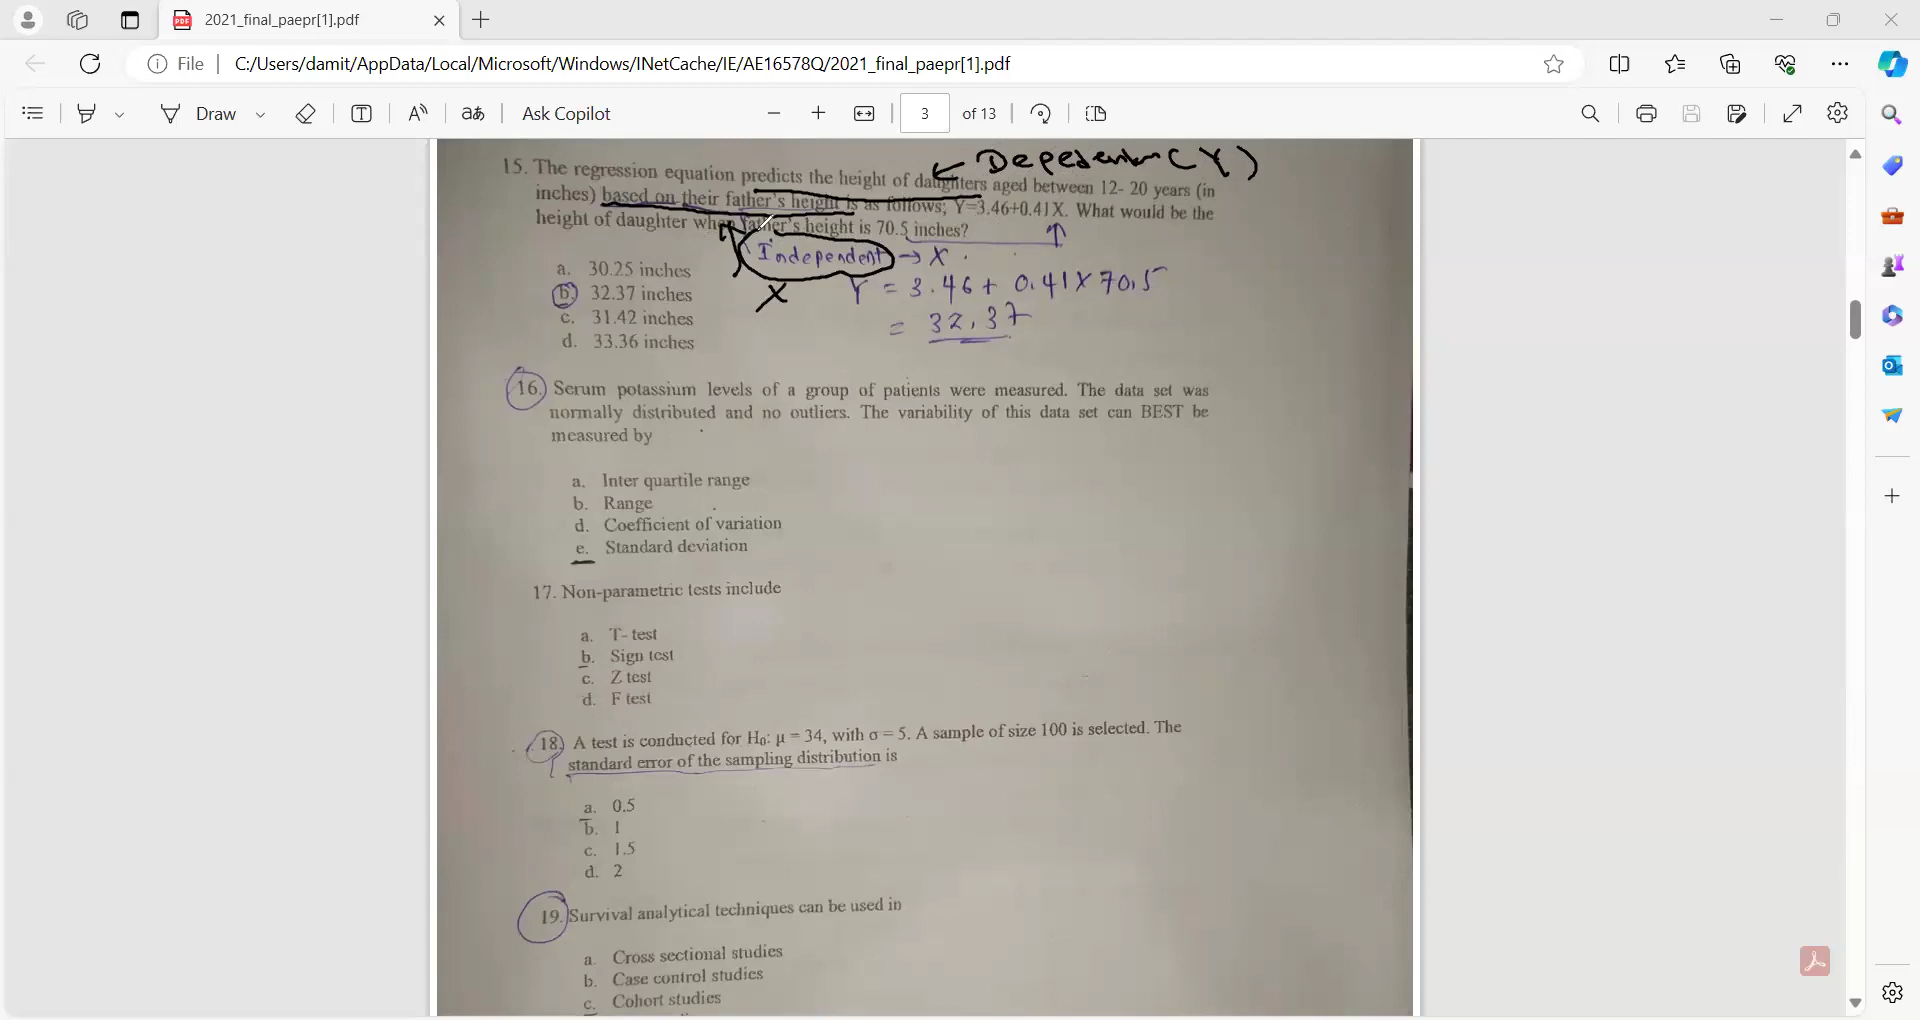 2021_final_paepr[1].pdf
File
C:/Users/damit/AppData/Local/Microsoft/Windows/INetCache/IE/AE16578Q/2021_final_paepr[1].pdf
Draw
aあ
Ask Copilot
3 of 13
(Y)
15. The regression equation predicts the height of daughters aged between 12- 20 years (in
inches) based on their father's height is as follows; Y=3.46+0.41X. What would be the
height of daughter when father's height is 70.5 inches?
Independent → X
a. 30.25 inches
b. 32.37 inches
c. 31.42 inches
d. 33.36 inches
X
Y = 3.46 + 0.41 X 70.5
= 32.37
16. Serum potassium levels of a group of patients were measured. The data set was
normally distributed and no outliers. The variability of this data set can BEST be
measured by
a. Inter quartile range
b. Range
d. Coefficient of variation
e. Standard deviation
17. Non-parametric tests include
a. T- test
b. Sign test
c. Z test
d. F test
18. A test is conducted for H₀: μ = 34, with σ = 5. A sample of size 100 is selected. The
standard error of the sampling distribution is
a. 0.5
b. 1
c. 1.5
d. 2
19. Survival analytical techniques can be used in
a. Cross sectional studies
b. Case control studies
c. Cohort studies